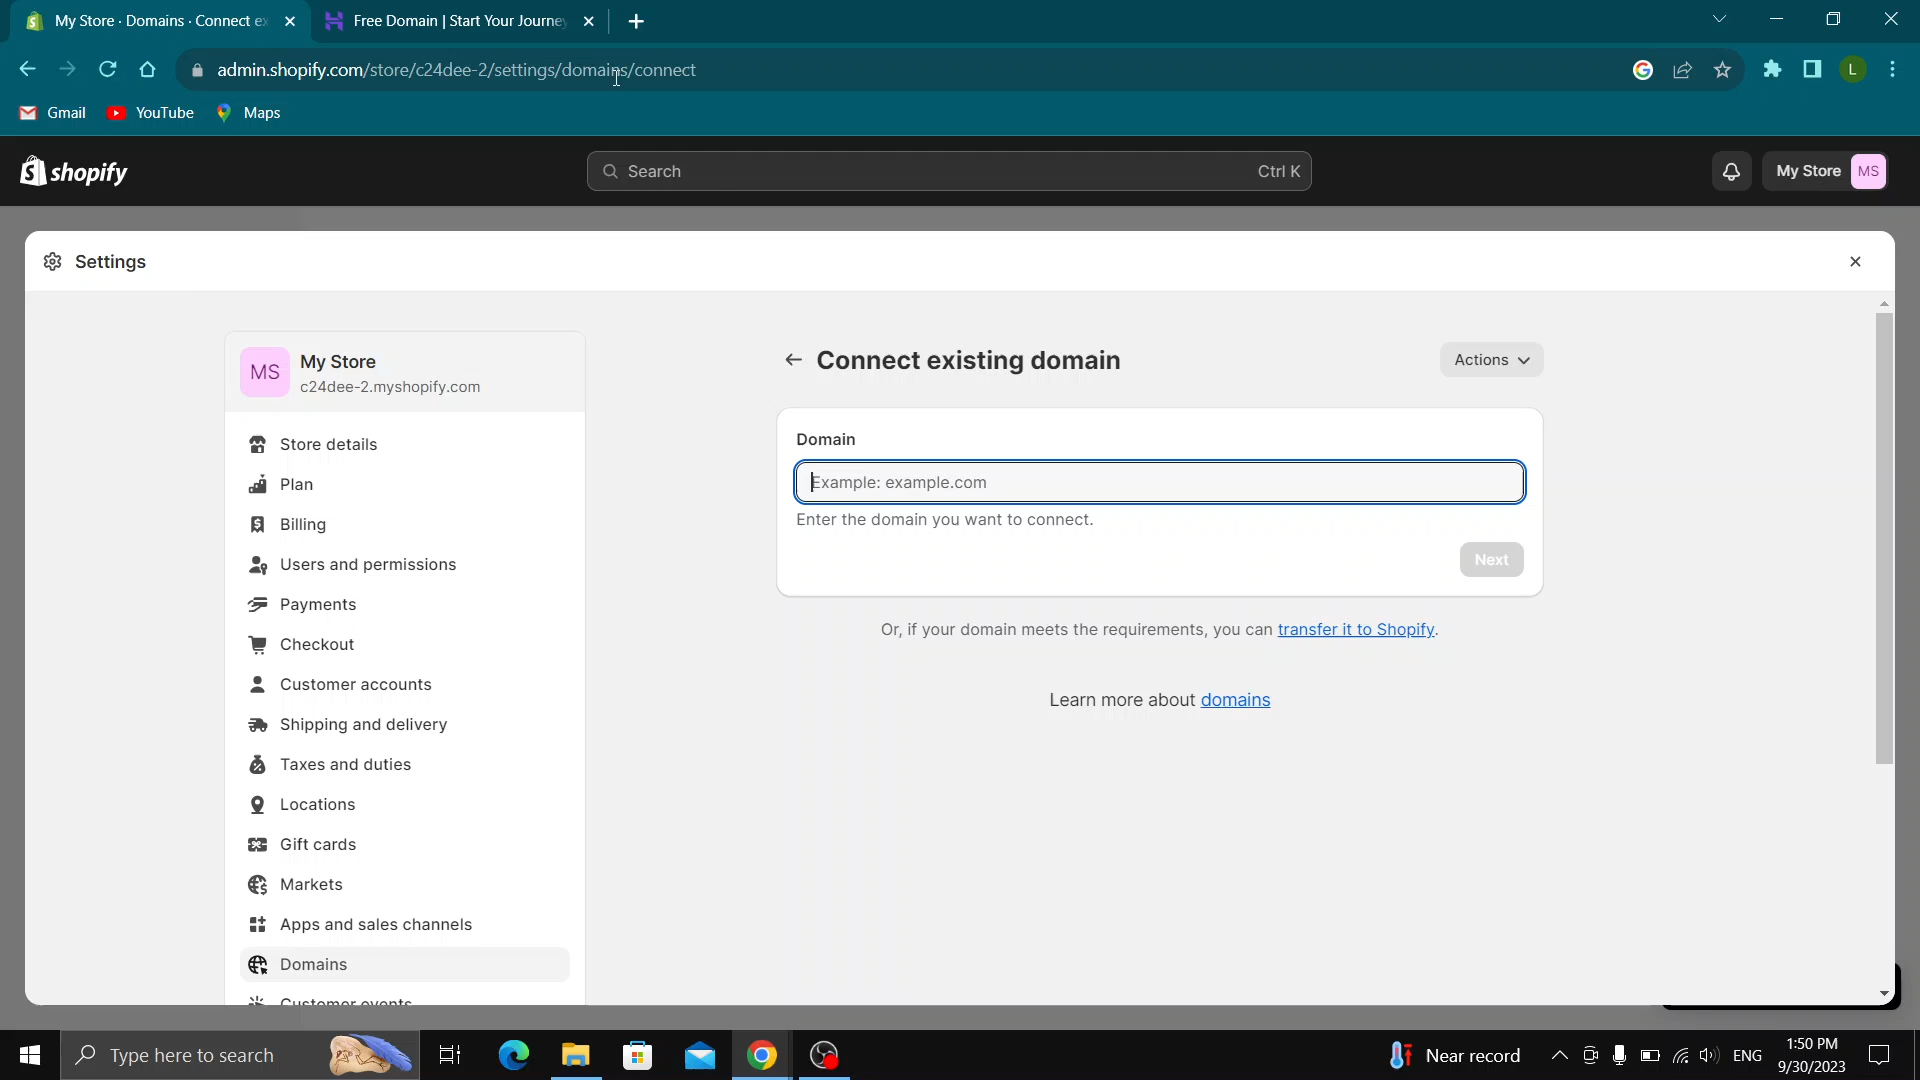 My Store · Domains · Connect ex
Free Domain | Start Your Journey
admin.shopify.com/store/c24dee-2/settings/domains/connect
L
Gmail
YouTube
Maps
shopify
Search
Ctrl K
My Store
MS
Settings
MS
My Store
c24dee-2.myshopify.com
Store details
Plan
Billing
Users and permissions
Payments
Checkout
Customer accounts
Shipping and delivery
Taxes and duties
Locations
Gift cards
Markets
Apps and sales channels
Domains
Customer events
Connect existing domain
Actions
Domain
Example: example.com
Enter the domain you want to connect.
Next
Or, if your domain meets the requirements, you can transfer it to Shopify.
Learn more about domains
Type here to search
Near record
ENG
1:50 PM
9/30/2023